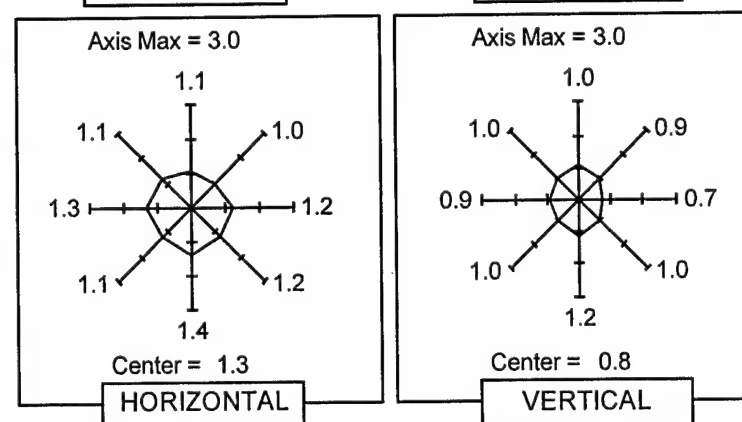 Axis Max = 3.0
1.1
1.1
1.0
1.3
1.2
1.1
1.2
1.4
Center = 1.3
HORIZONTAL
Axis Max = 3.0
1.0
1.0
0.9
0.9
0.7
1.0
1.0
1.2
Center = 0.8
VERTICAL